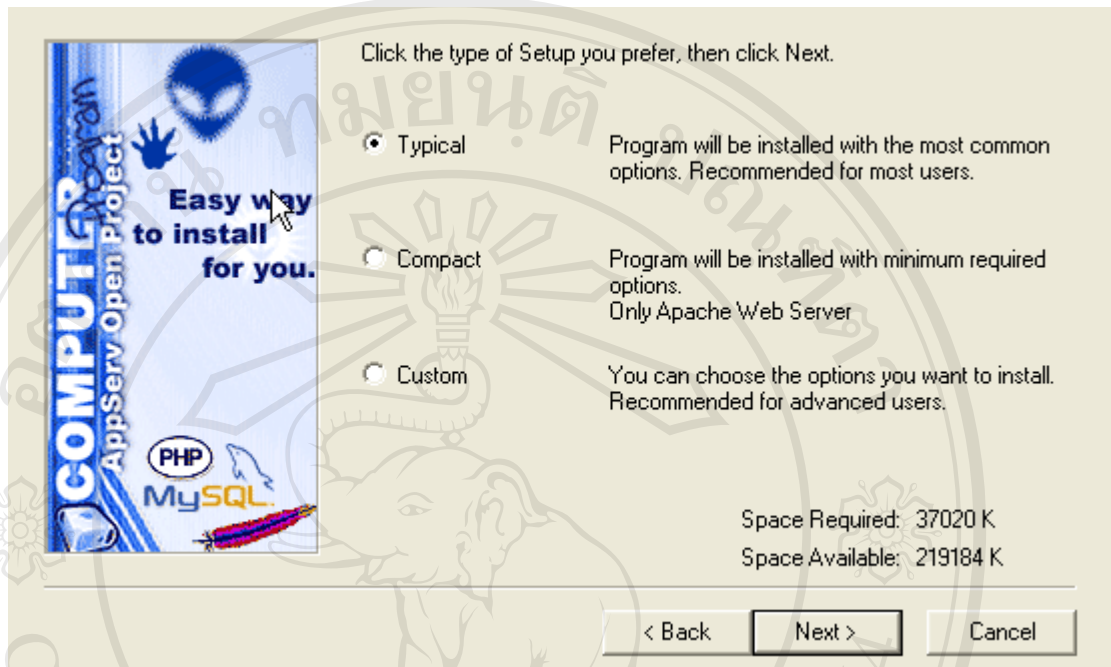 Click the type of Setup you prefer, then click Next.
Typical
Program will be installed with the most common
options. Recommended for most users.
Compact
Program will be installed with minimum required
options.
Only Apache Web Server
Custom
You can choose the options you want to install.
Recommended for advanced users.
Space Required: 37020 K
Space Available: 219184 K
< Back
Next >
Cancel
Easy way
to install
for you.
COMPUTER
AppServ Open Project
PHP
MySQL